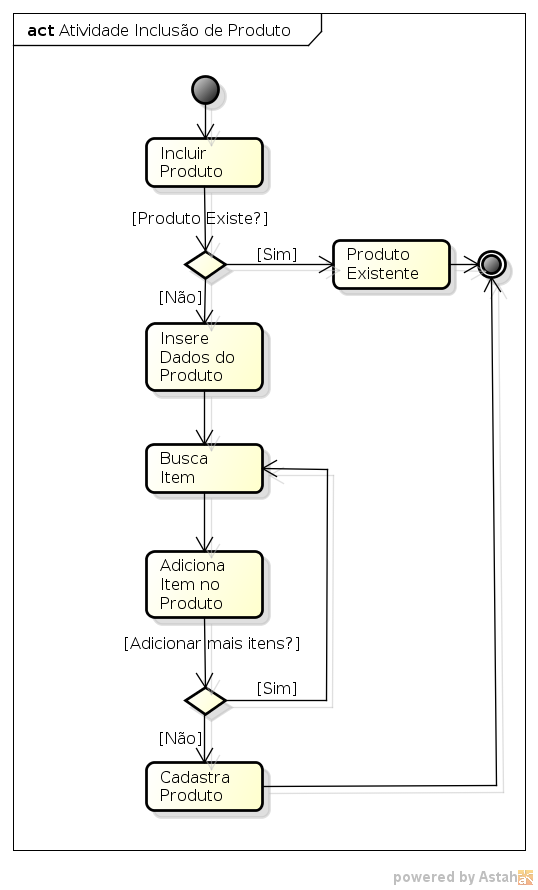 act Atividade Inclusão de Produto
Incluir
Produto
[Produto Existe?]
[Sim]
Produto
Existente
[Não]
Insere
Dados do
Produto
Busca
Item
Adiciona
Item no
Produto
[Adicionar mais itens?]
[Sim]
[Não]
Cadastra
Produto
powered by Astah